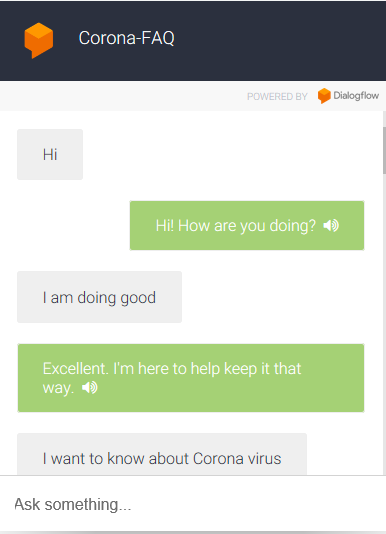 Corona-FAQ
POWERED BY Dialogflow
Hi
Hi! How are you doing?
I am doing good
Excellent. I'm here to help keep it that
way.
I want to know about Corona virus
Ask something...